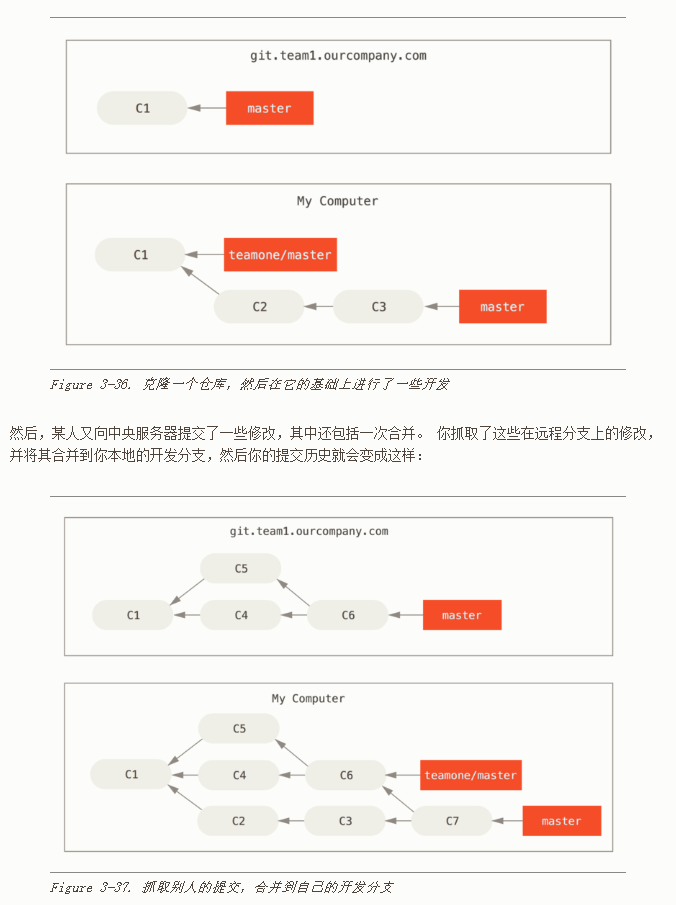 git.team1.ourcompany.com
C1
master
My Computer
C1
teamone/master
C2
C3
master
Figure 3-36. 克隆一个仓库，然后在它的基础上进行了一些开发
然后，某人又向中央服务器提交了一些修改，其中还包括一次合并。 你抓取了这些在远程分支上的修改，
并将其合并到你本地的开发分支，然后你的提交历史就会变成这样：
git.team1.ourcompany.com
C5
C1
C4
C6
master
My Computer
C5
C1
C4
C6
teamone/master
C2
C3
C7
master
Figure 3-37. 抓取别人的提交，合并到自己的开发分支